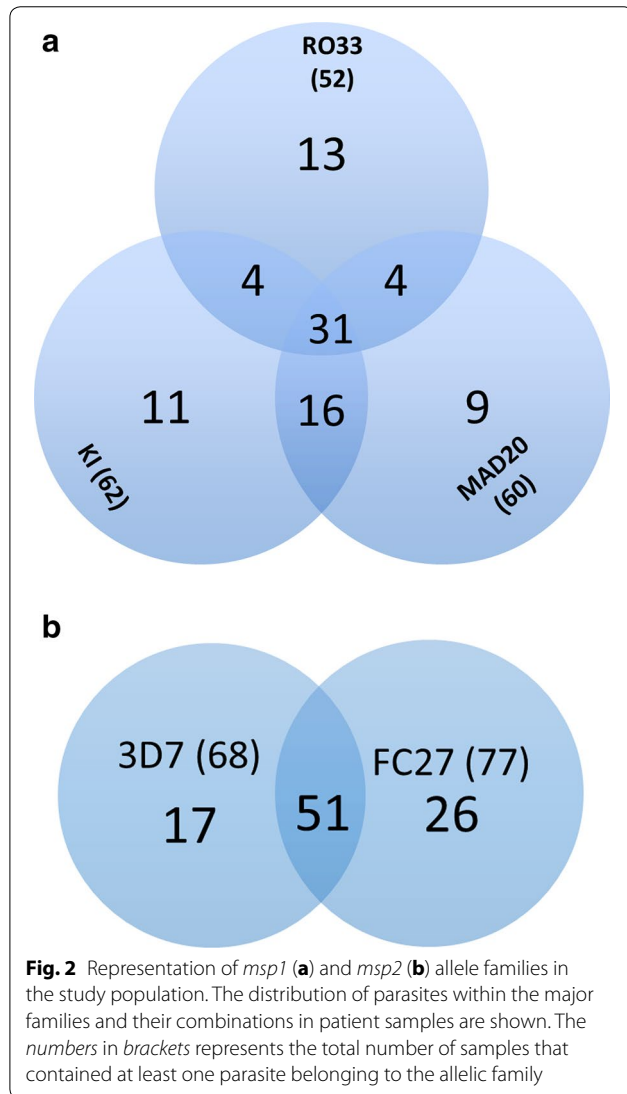 a
RO33
(52)
13
4
4
31
11
16
9
KI (62)
MAD20
(60)
b
3D7 (68)
FC27 (77)
17
51
26
Fig. 2 Representation of msp1 (a) and msp2 (b) allele families in
the study population. The distribution of parasites within the major
families and their combinations in patient samples are shown. The
numbers in brackets represents the total number of samples that
contained at least one parasite belonging to the allelic family